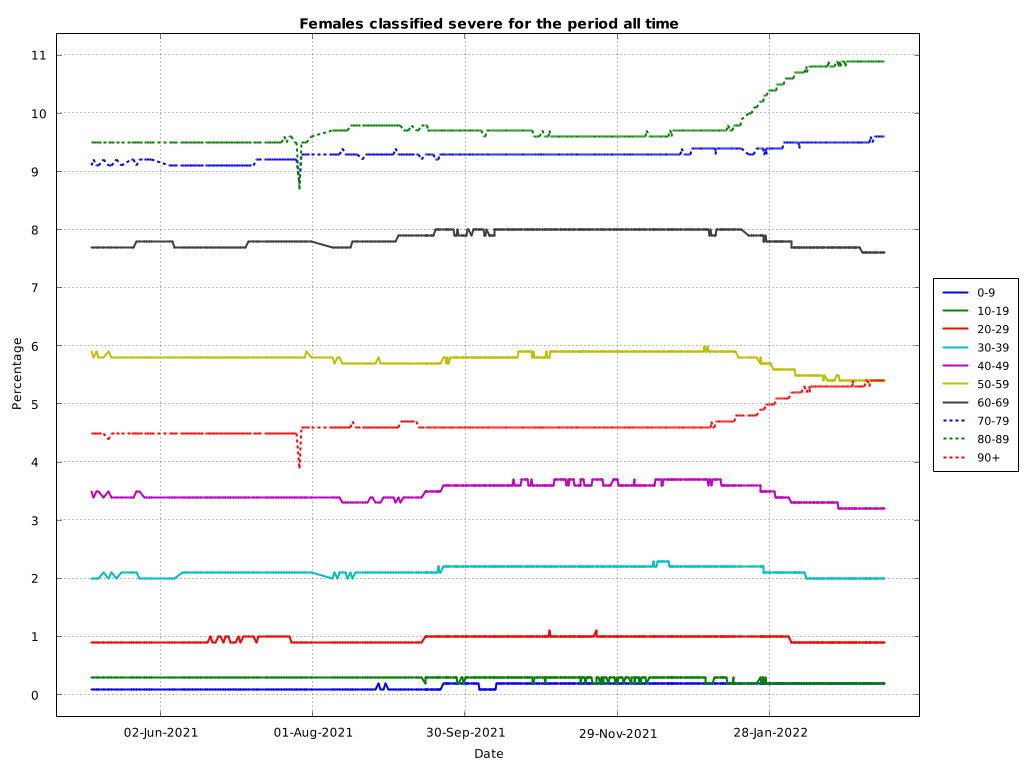 Females classified severe for the period all time
11
10
9
8
7
6
5
4
3
2
1
0
Percentage
02-Jun-2021
01-Aug-2021
30-Sep-2021
29-Nov-2021
28-Jan-2022
Date
0-9
10-19
20-29
30-39
40-49
50-59
60-69
70-79
80-89
90+